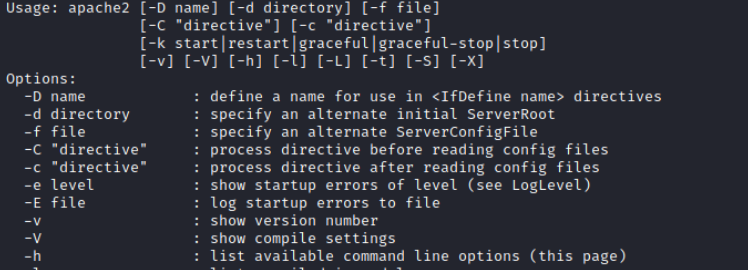 Usage: apache2 [-D name] [-d directory] [-f file]
               [-C "directive"] [-c "directive"]
               [-k start|restart|graceful|graceful-stop|stop]
               [-v] [-V] [-h] [-l] [-L] [-t] [-S] [-X]
Options:
  -D name            : define a name for use in <IfDefine name> directives
  -d directory       : specify an alternate initial ServerRoot
  -f file            : specify an alternate ServerConfigFile
  -C "directive"     : process directive before reading config files
  -c "directive"     : process directive after reading config files
  -e level           : show startup errors of level (see LogLevel)
  -E file            : log startup errors to file
  -v                 : show version number
  -V                 : show compile settings
  -h                 : list available command line options (this page)